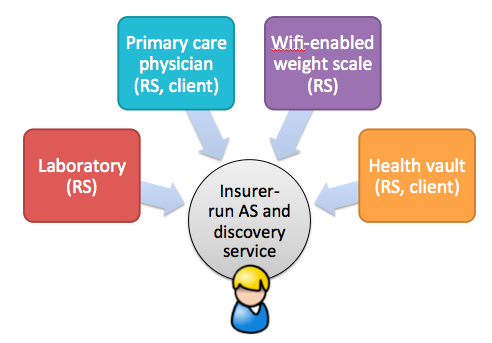 Primary care
physician
(RS, client)
Wifi-enabled
weight scale
(RS)
Laboratory
(RS)
Health vault
(RS, client)
Insurer-
run AS and
discovery
service